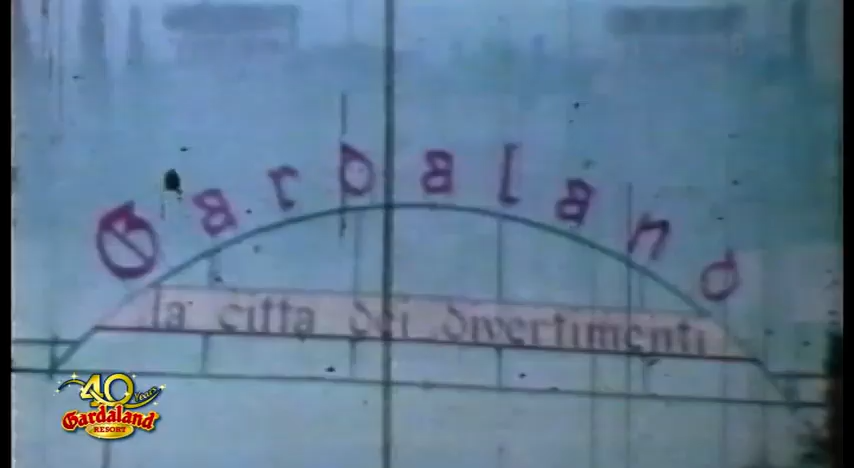 Gardaland
la città dei divertimenti
40 Years
Gardaland
RESORT